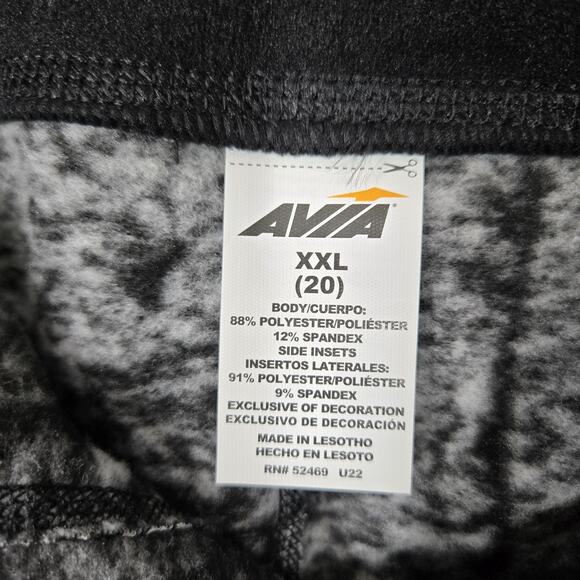 AVIA®
XXL
(20)
BODY/CUERPO:
88% POLYESTER/POLIÉSTER
12% SPANDEX
SIDE INSETS
INSERTOS LATERALES:
91% POLYESTER/POLIÉSTER
9% SPANDEX
EXCLUSIVE OF DECORATION
EXCLUSIVO DE DECORACIÓN
MADE IN LESOTHO
HECHO EN LESOTO
RN# 52469 U22